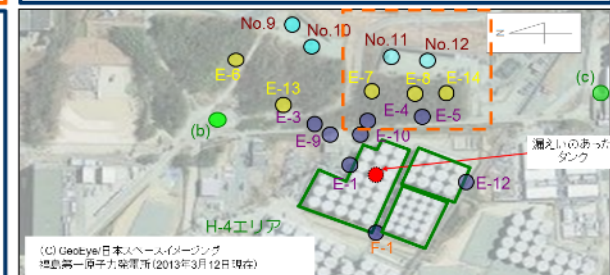 No.9
No.10
No.11
No.12
N
E-6
E-7
E-8
E-14
(c)
E-13
(b)
E-3
E-4
E-5
E-9
E-10
漏えいのあった
タンク
E-1
E-12
H-4エリア
F-1
(C) GeoEye/日本スペースイメージング
福島第一原子力発電所(2013年3月12日現在)